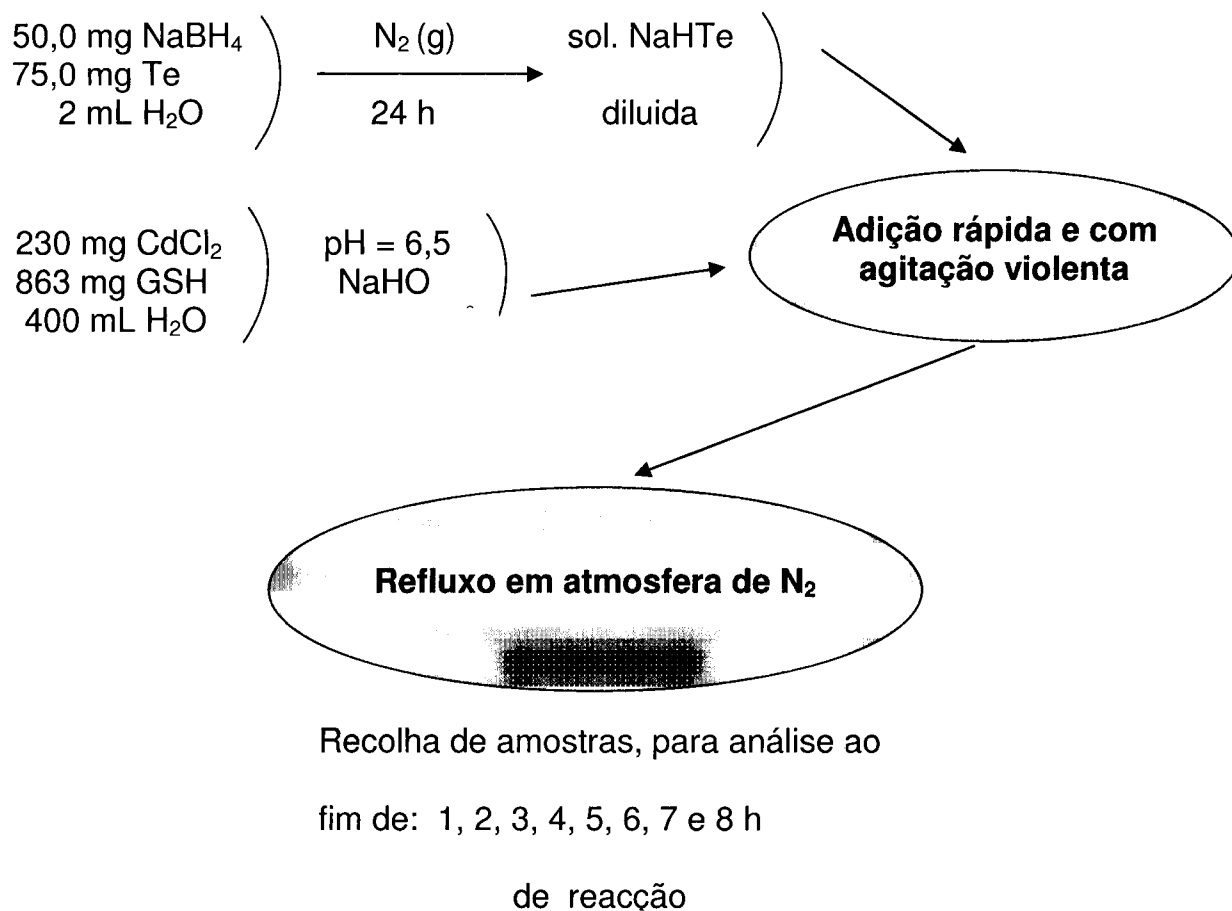 50,0 mg NaBH₄
75,0 mg Te
2 mL H₂O
N₂ (g)
24 h
sol. NaHTe
diluida
230 mg CdCl₂
863 mg GSH
400 mL H₂O
pH = 6,5
NaHO
Adição rápida e com
agitação violenta
Refluxo em atmosfera de N₂
Recolha de amostras, para análise ao
fim de: 1, 2, 3, 4, 5, 6, 7 e 8 h
de reacção